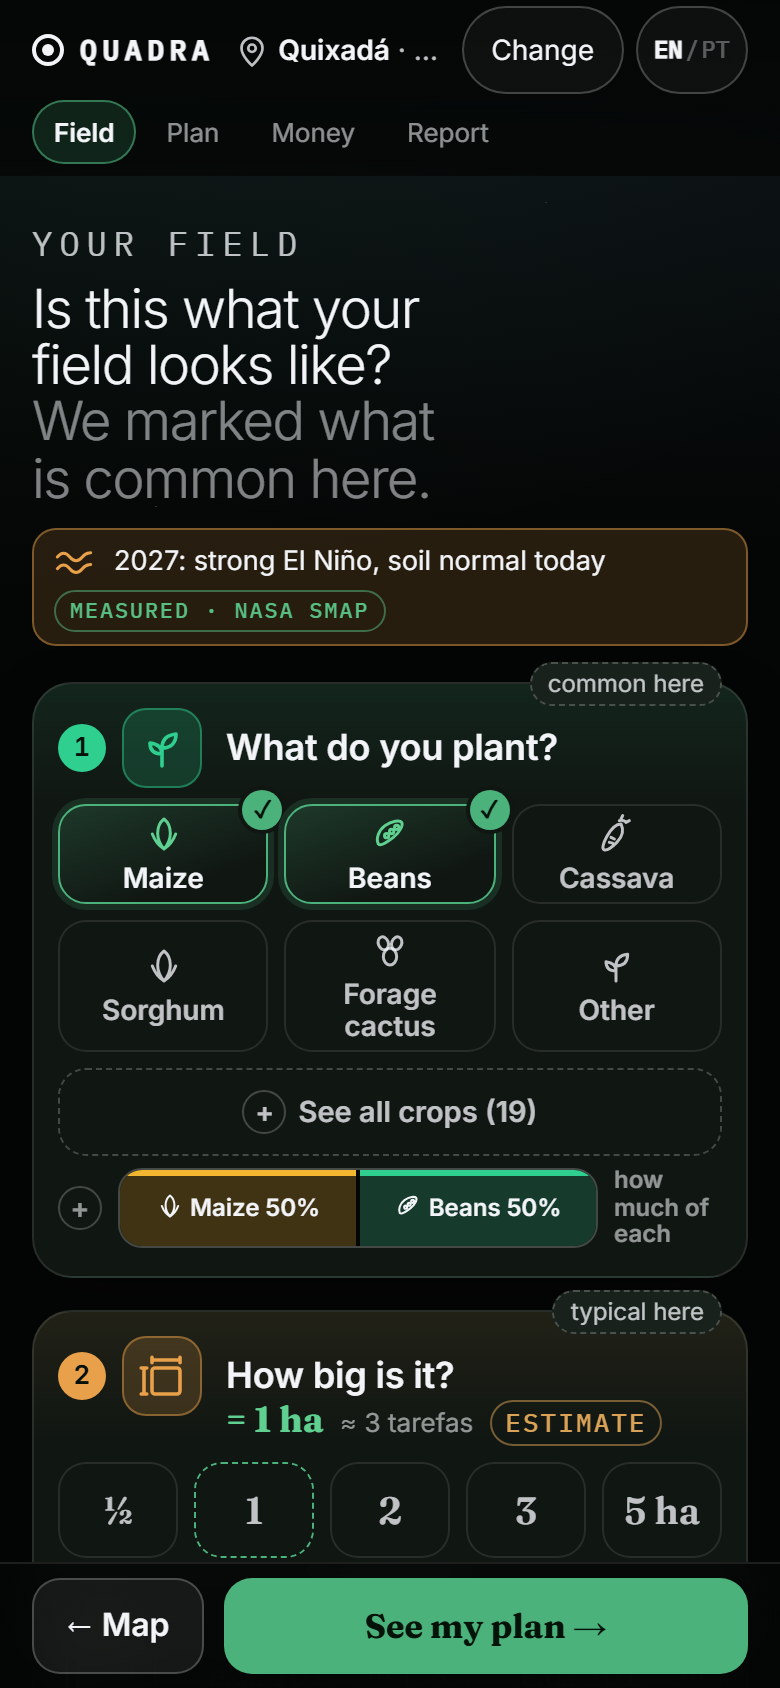 QUADRA Quixadá · ... Change EN/PT
Field Plan Money Report
YOUR FIELD
Is this what your
field looks like?
We marked what
is common here.
2027: strong El Niño, soil normal today
MEASURED · NASA SMAP
common here
1 What do you plant?
Maize Beans Cassava
Sorghum Forage cactus Other
+ See all crops (19)
+ Maize 50% Beans 50% how much of each
typical here
2 How big is it?
= 1 ha ≈ 3 tarefas ESTIMATE
½ 1 2 3 5 ha
← Map See my plan →